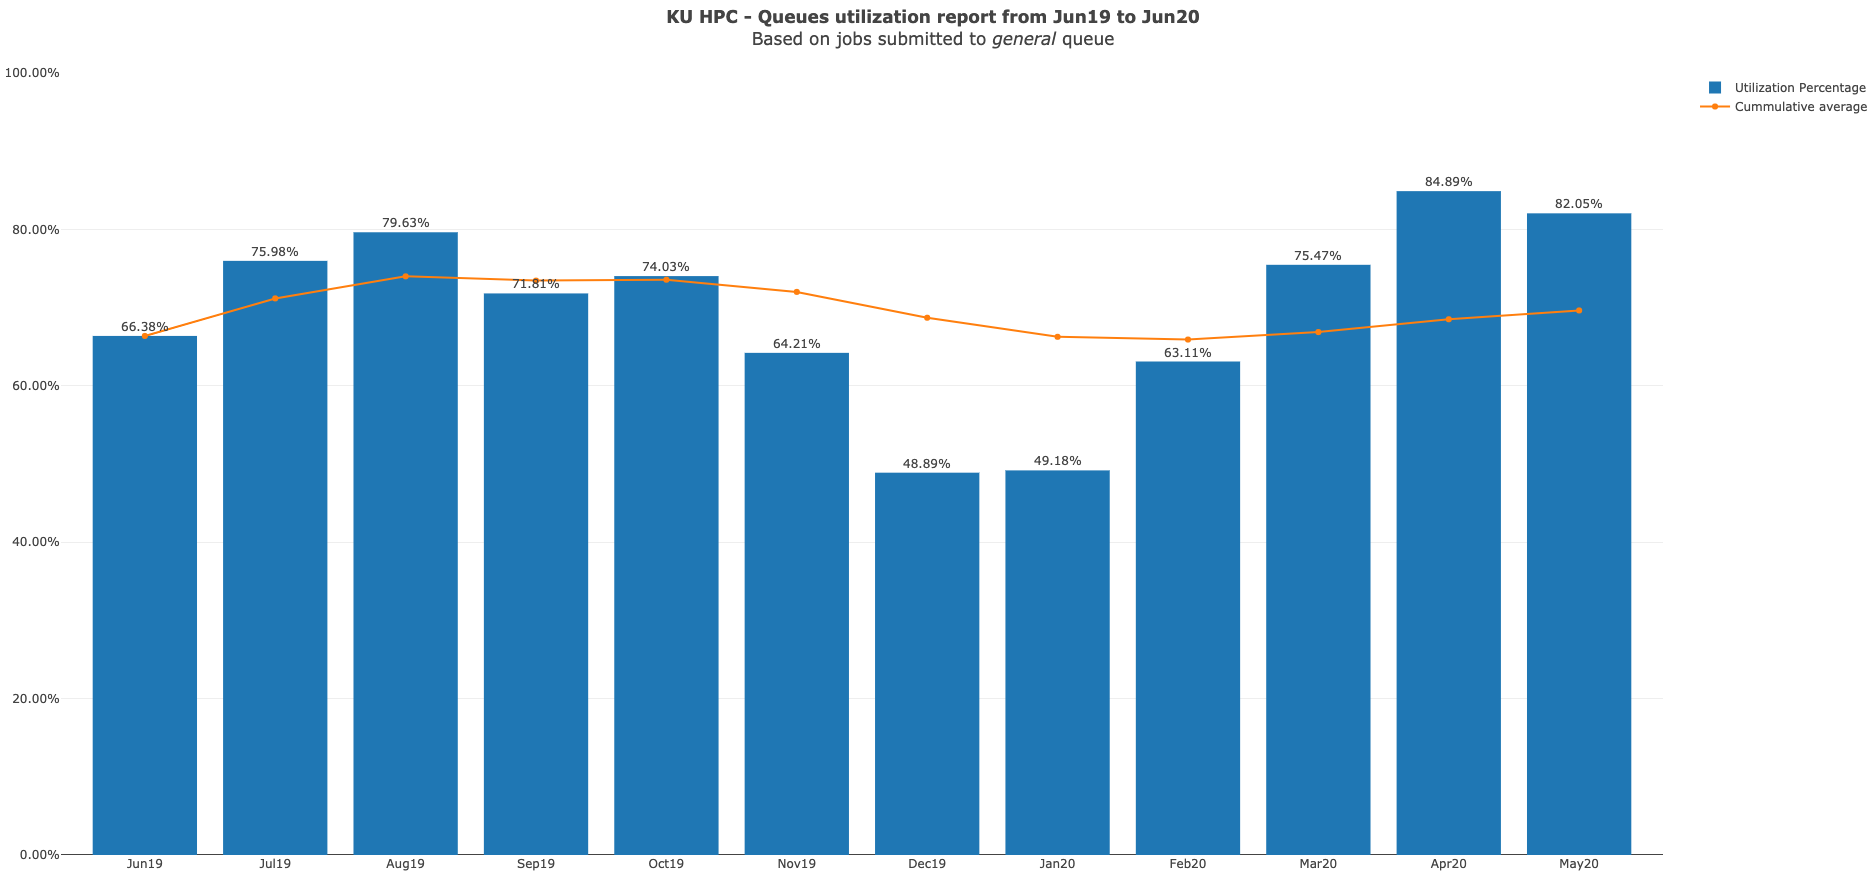 KU HPC - Queues utilization report from Jun19 to Jun20
Based on jobs submitted to general queue
100.00%
80.00%
60.00%
40.00%
20.00%
0.00%
Utilization Percentage
Cummulative average
66.38%
75.98%
79.63%
71.81%
74.03%
64.21%
48.89%
49.18%
63.11%
75.47%
84.89%
82.05%
Jun19
Jul19
Aug19
Sep19
Oct19
Nov19
Dec19
Jan20
Feb20
Mar20
Apr20
May20